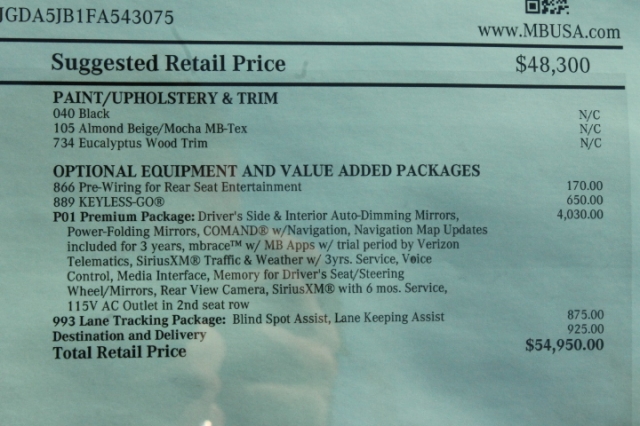 JGDA5JB1FA543075
www.MBUSA.com
Suggested Retail Price $48,300
PAINT/UPHOLSTERY & TRIM
040 Black N/C
105 Almond Beige/Mocha MB-Tex N/C
734 Eucalyptus Wood Trim N/C
OPTIONAL EQUIPMENT AND VALUE ADDED PACKAGES
866 Pre-Wiring for Rear Seat Entertainment 170.00
889 KEYLESS-GO® 650.00
P01 Premium Package: Driver's Side & Interior Auto-Dimming Mirrors, 4,030.00
Power-Folding Mirrors, COMAND® w/Navigation, Navigation Map Updates
included for 3 years, mbrace™ w/ MB Apps w/ trial period by Verizon
Telematics, SiriusXM® Traffic & Weather w/ 3yrs. Service, Voice
Control, Media Interface, Memory for Driver's Seat/Steering
Wheel/Mirrors, Rear View Camera, SiriusXM® with 6 mos. Service,
115V AC Outlet in 2nd seat row
993 Lane Tracking Package: Blind Spot Assist, Lane Keeping Assist 875.00
Destination and Delivery 925.00
Total Retail Price $54,950.00